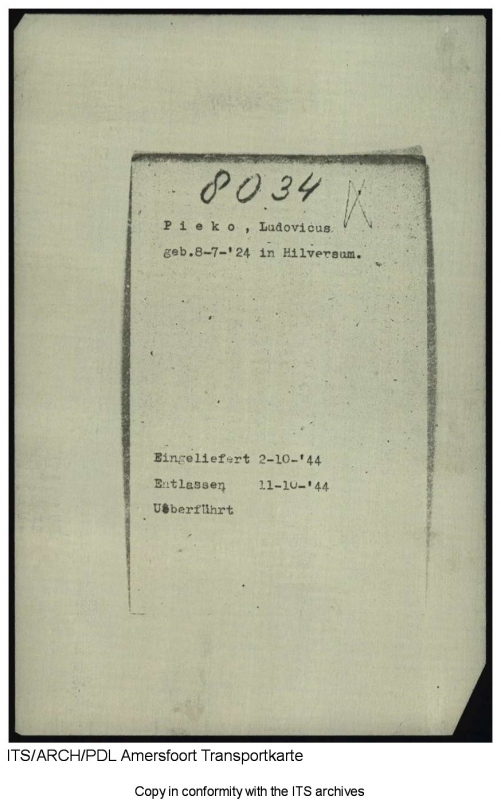 8034 K
P i e k o , Ludovicus.
geb.8-7-'24 in Hilversum.
Eingeliefert 2-10-'44
Entlassen 11-10-'44
Ueberführt
ITS/ARCH/PDL Amersfoort Transportkarte
Copy in conformity with the ITS archives